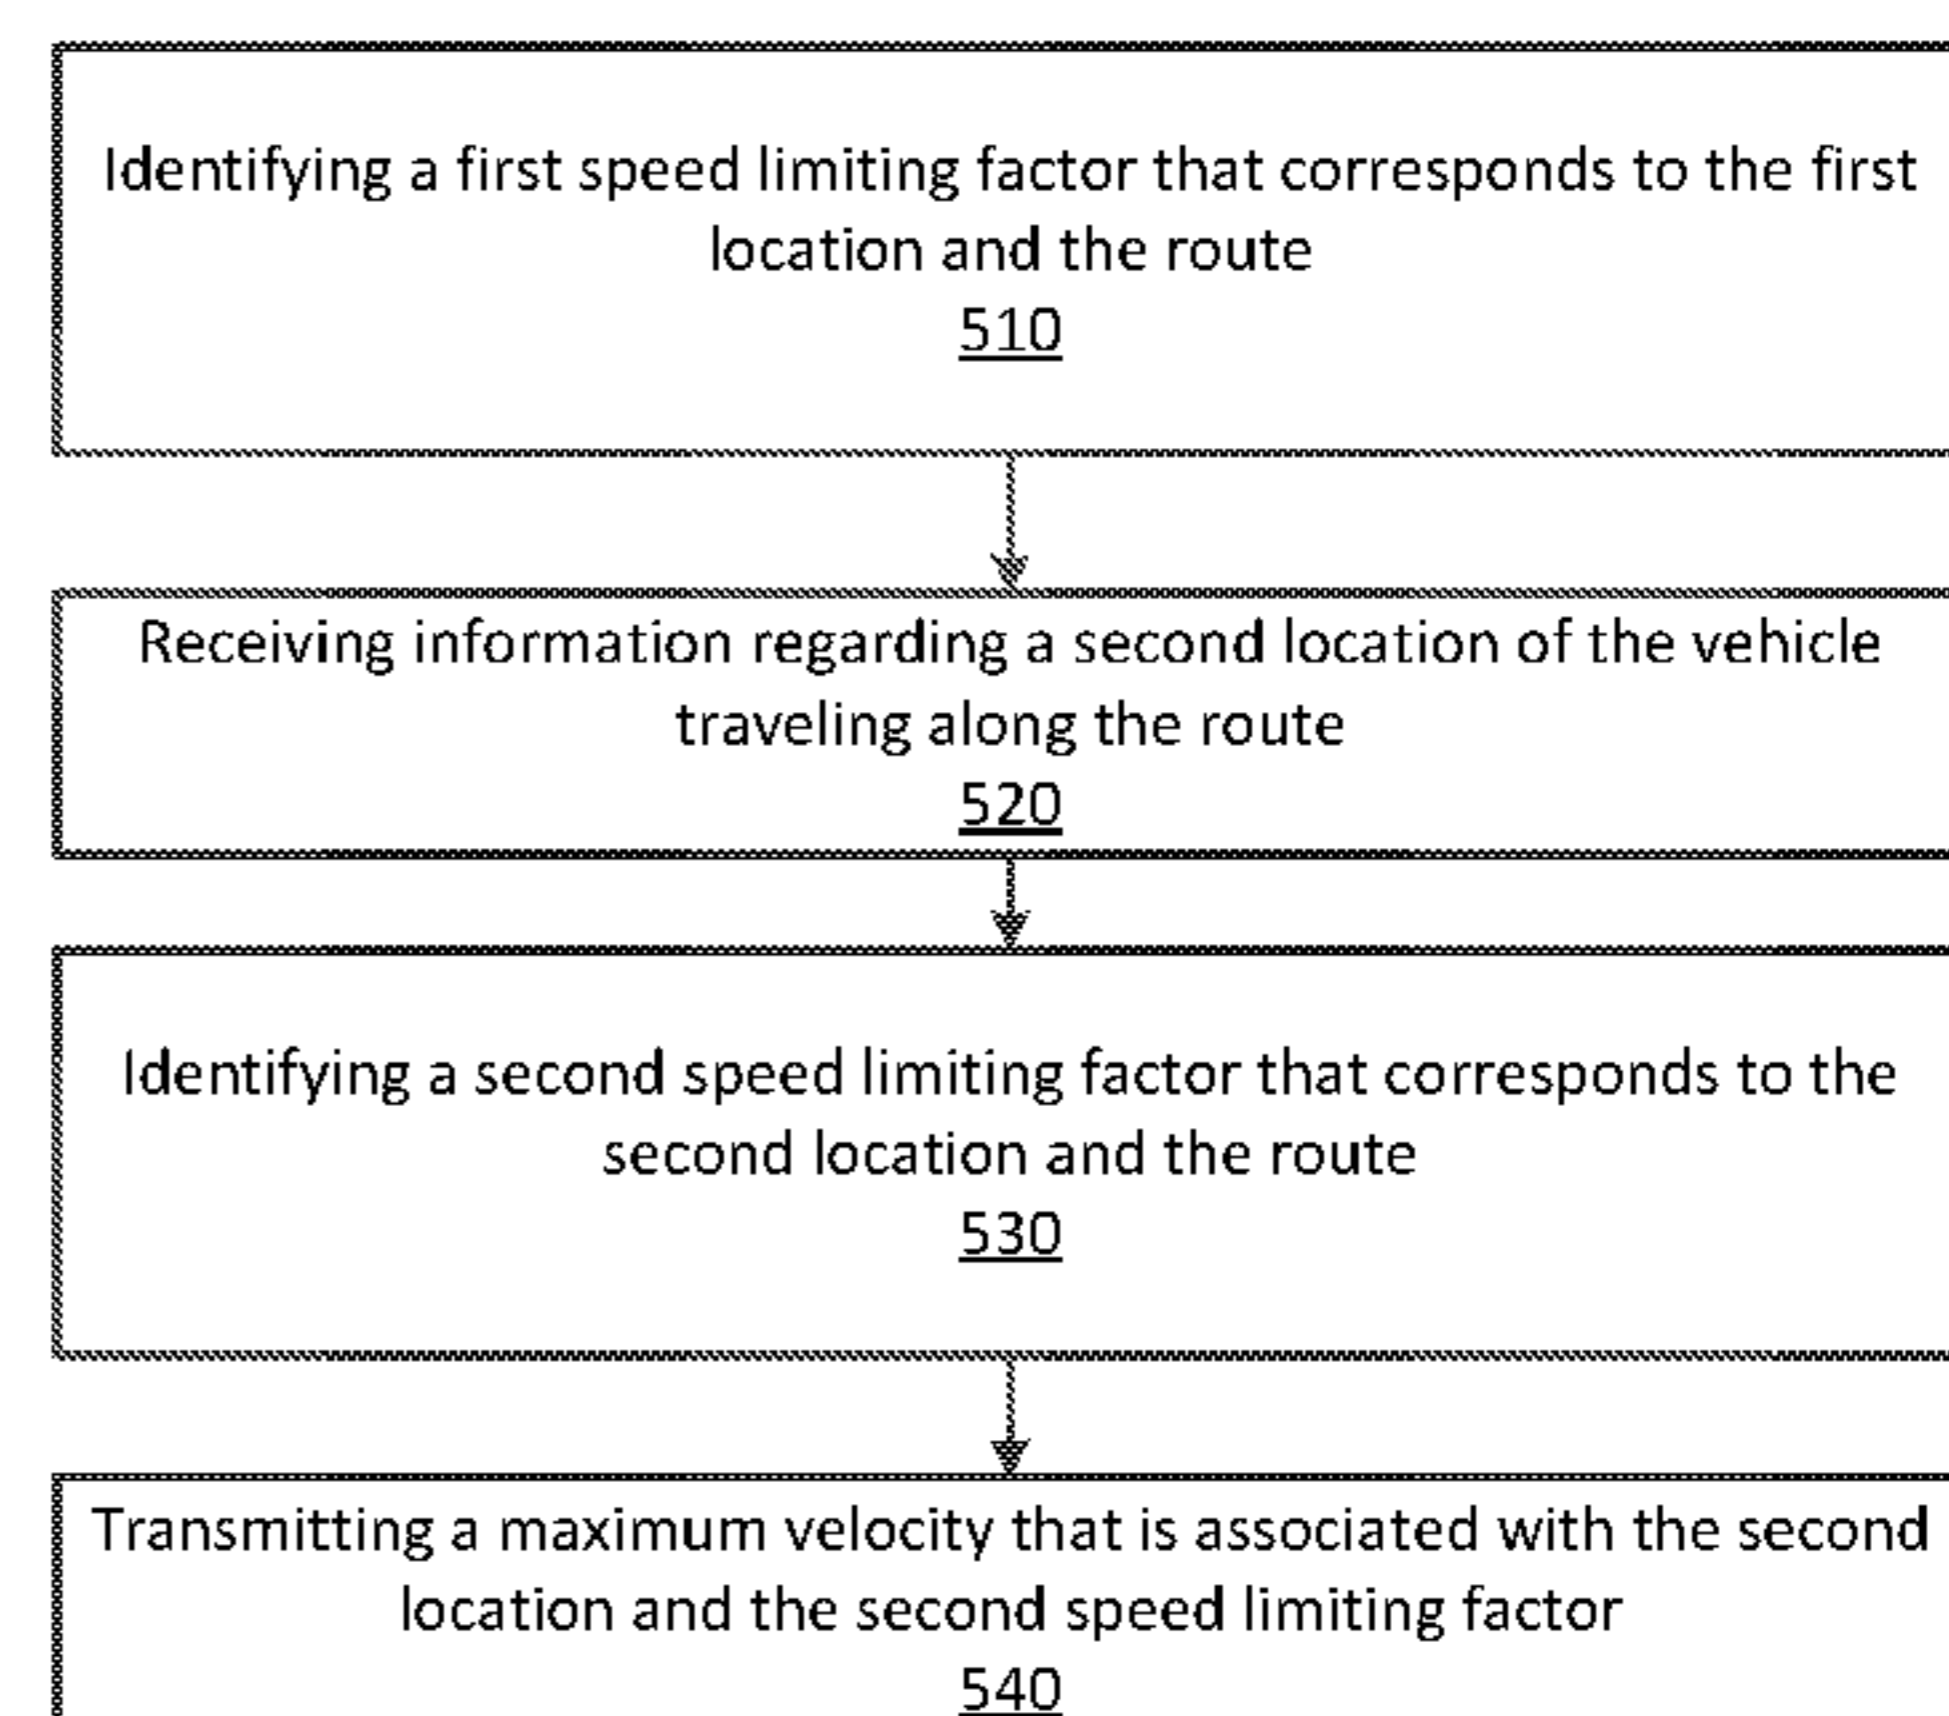 Identifying a first speed limiting factor that corresponds to the first
location and the route
510
Receiving information regarding a second location of the vehicle
traveling along the route
520
Identifying a second speed limiting factor that corresponds to the
second location and the route
530
Transmitting a maximum velocity that is associated with the second
location and the second speed limiting factor
540